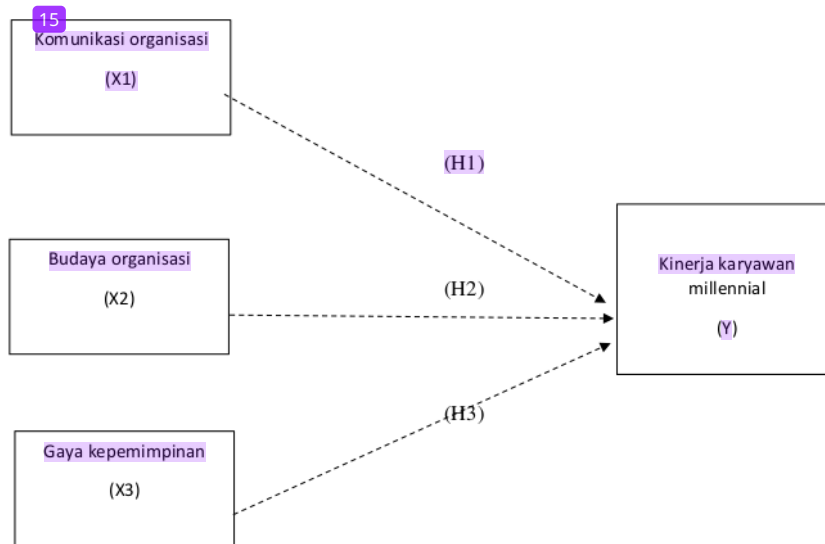 15
Komunikasi organisasi
(X1)
(H1)
Budaya organisasi
(X2)
(H2)
Kinerja karyawan
millennial
(Y)
(H3)
Gaya kepemimpinan
(X3)